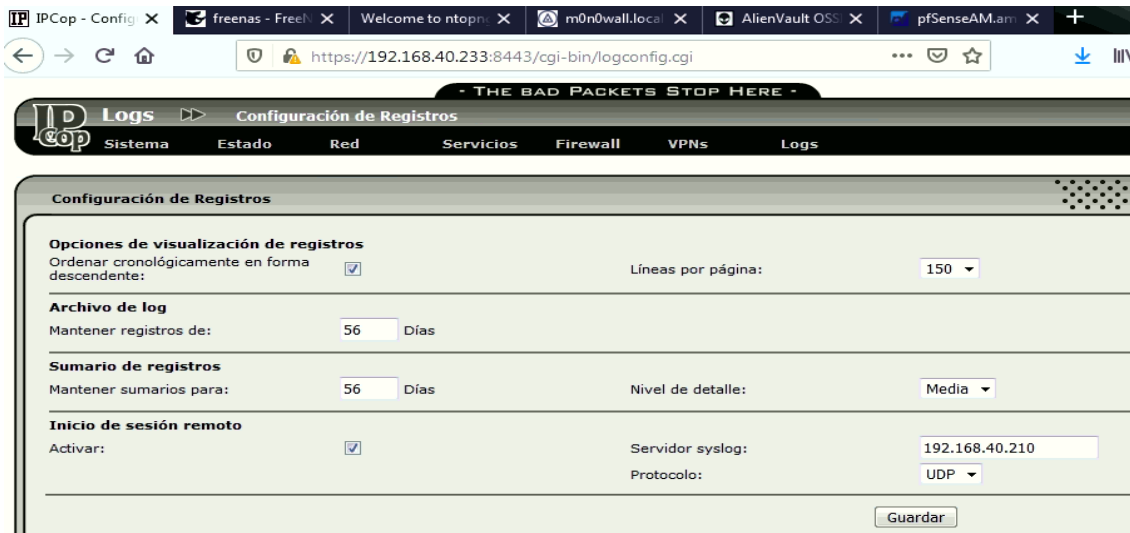 IPCop - Config
freenas - FreeN
Welcome to ntopng
m0n0wall.local
AlienVault OSS
pfSenseAM.am
https://192.168.40.233:8443/cgi-bin/logconfig.cgi
- THE BAD PACKETS STOP HERE -
IPCop
Logs
Configuración de Registros
Sistema Estado Red Servicios Firewall VPNs Logs
Configuración de Registros
Opciones de visualización de registros
Ordenar cronológicamente en forma
descendente:
Líneas por página: 150
Archivo de log
Mantener registros de: 56 Días
Sumario de registros
Mantener sumarios para: 56 Días Nivel de detalle: Media
Inicio de sesión remoto
Activar: Servidor syslog: 192.168.40.210
Protocolo: UDP
Guardar